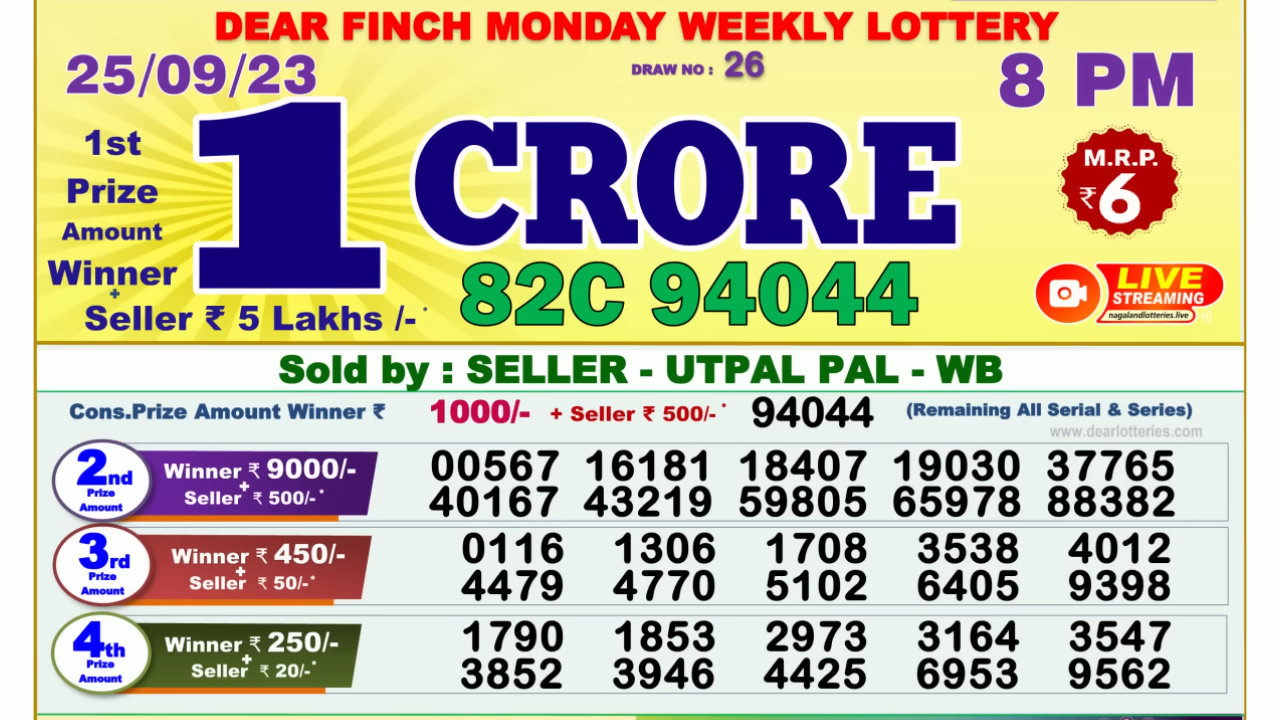 DEAR FINCH MONDAY WEEKLY LOTTERY
25/09/23
DRAW NO : 26
8 PM
1st
Prize
Amount
Winner
+
Seller ₹ 5 Lakhs /-*
1 CRORE
82C 94044
M.R.P.
₹6
LIVE
STREAMING
nagalandlotteries.live
Sold by : SELLER - UTPAL PAL - WB
Cons.Prize Amount Winner ₹ 1000/- + Seller ₹ 500/-* 94044 (Remaining All Serial & Series)
www.dearlotteries.com
2nd
Prize
Amount
Winner ₹ 9000/-
+
Seller ₹ 500/-*
00567 16181 18407 19030 37765
40167 43219 59805 65978 88382
3rd
Prize
Amount
Winner ₹ 450/-
+
Seller ₹ 50/-*
0116 1306 1708 3538 4012
4479 4770 5102 6405 9398
4th
Prize
Amount
Winner ₹ 250/-
+
Seller ₹ 20/-*
1790 1853 2973 3164 3547
3852 3946 4425 6953 9562